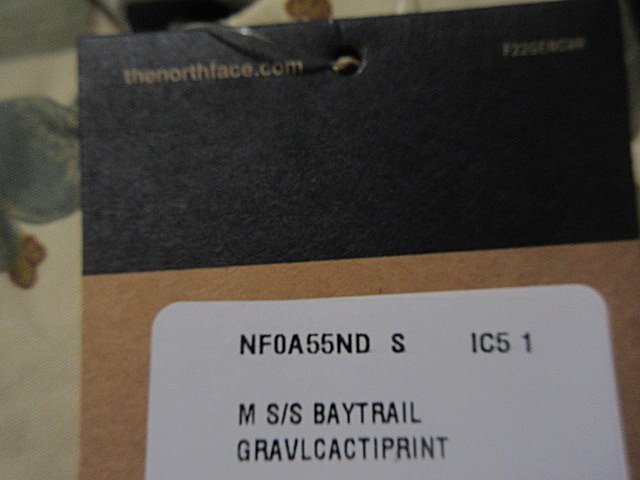 thenorthface.com
NF0A55ND S IC5 1
M S/S BAYTRAIL
GRAVLCACTIPRINT